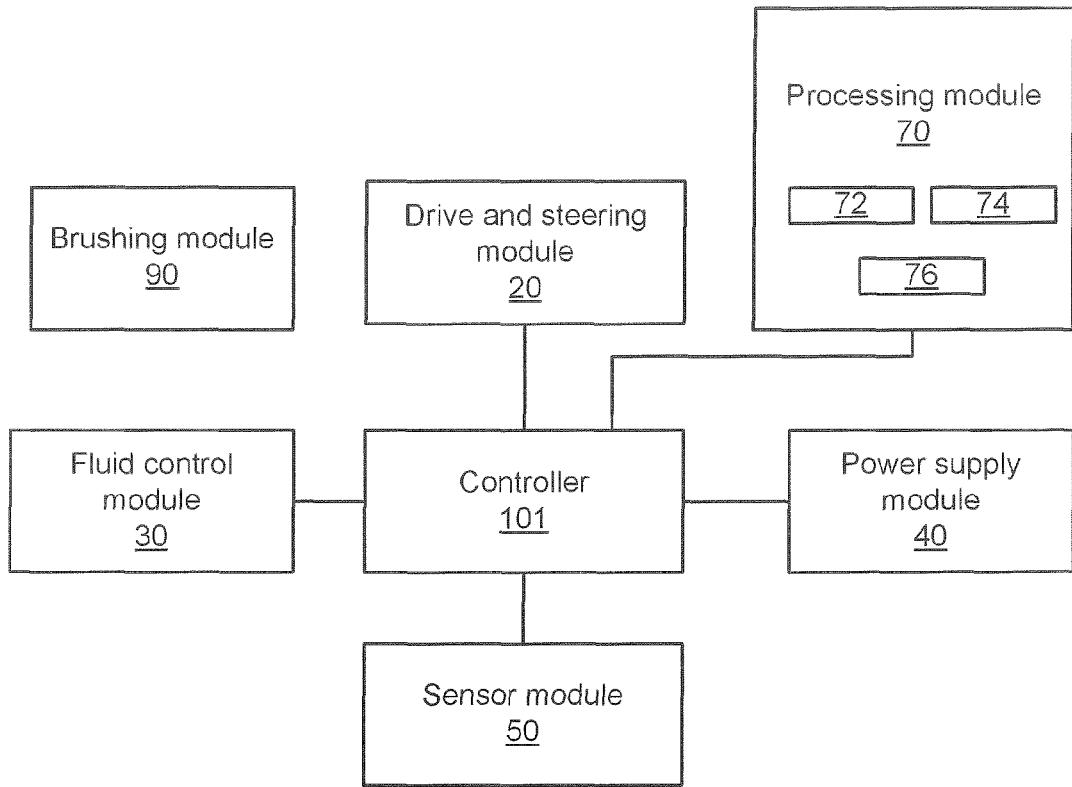 Processing module
70
72
74
76
Brushing module
90
Drive and steering
module
20
Fluid control
module
30
Controller
101
Power supply
module
40
Sensor module
50